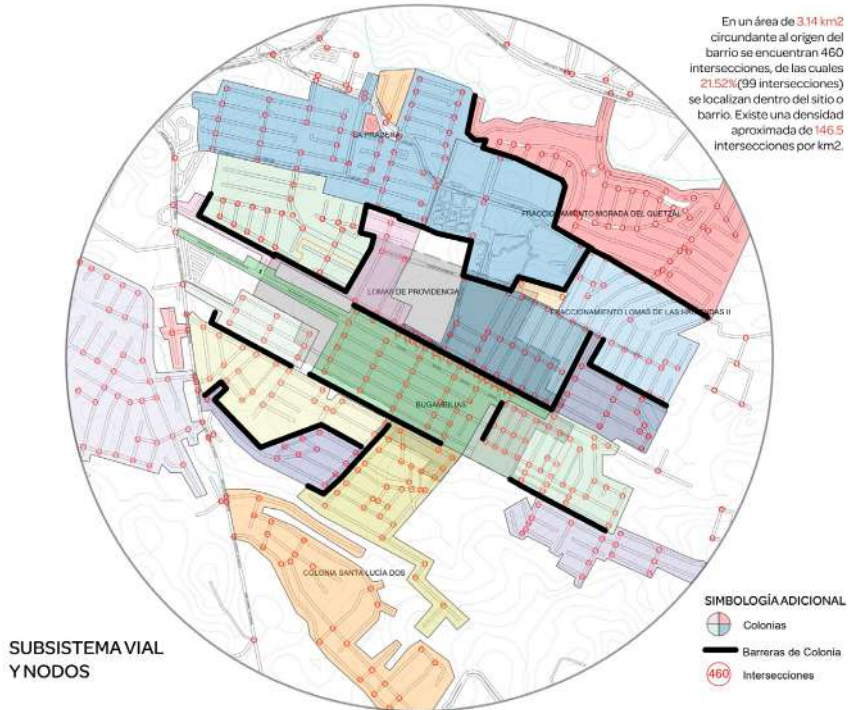 En un área de 3.14 km2
circundante al origen del
barrio se encuentran 460
intersecciones, de las cuales
21.52%(99 intersecciones)
se localizan dentro del sitio o
barrio. Existe una densidad
aproximada de 146.5
intersecciones por km2.
LA PRADERA
FRACCIONAMIENTO MORADA DEL QUETZAL
LOMAS DE PROVIDENCIA
FRACCIONAMIENTO LOMAS DE LAS HACIENDAS II
BUGAMBILIAS
COLONIA SANTA LUCÍA DOS
SUBSISTEMA VIAL
Y NODOS
SIMBOLOGÍA ADICIONAL
Colonias
Barreras de Colonia
460 Intersecciones